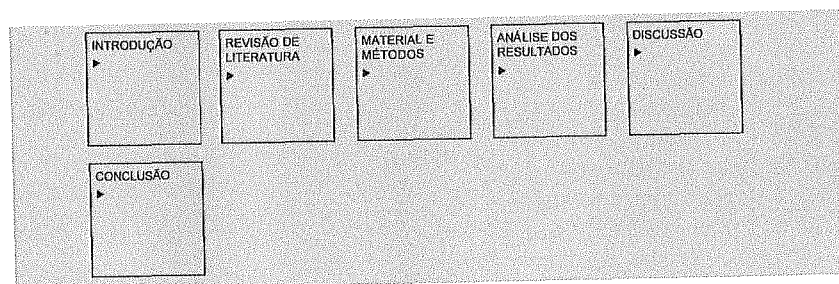 INTRODUÇÃO
▶
REVISÃO DE
LITERATURA
▶
MATERIAL E
MÉTODOS
▶
ANÁLISE DOS
RESULTADOS
▶
DISCUSSÃO
▶
CONCLUSÃO
▶